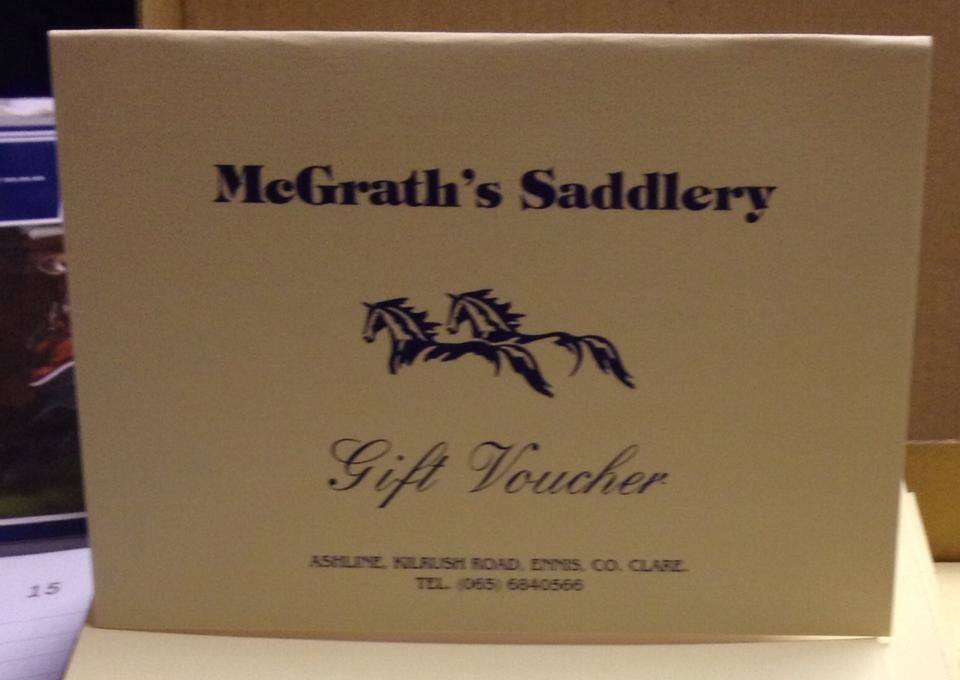 McGrath's Saddlery
Gift Voucher
ASHLINE, KILRUSH ROAD, ENNIS, CO. CLARE.
TEL. (065) 6840566
15